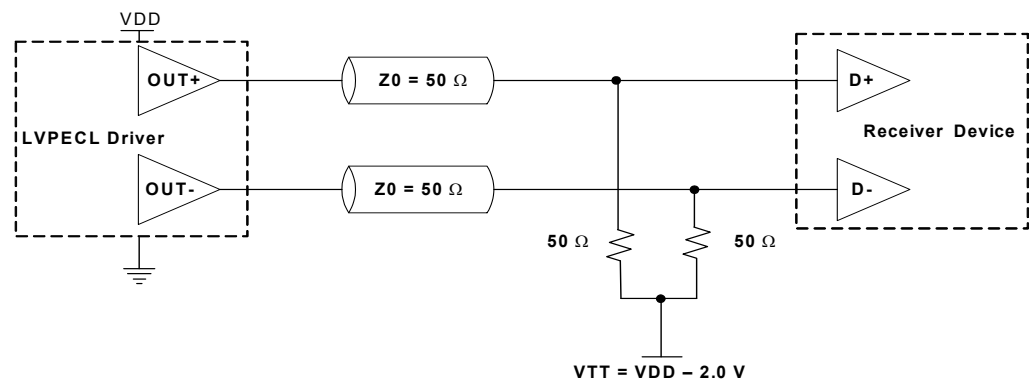 VDD
OUT+
Z0 = 50 Ω
D+
LVPECL Driver
Receiver Device
OUT-
Z0 = 50 Ω
D-
50 Ω
50 Ω
VTT = VDD – 2.0 V